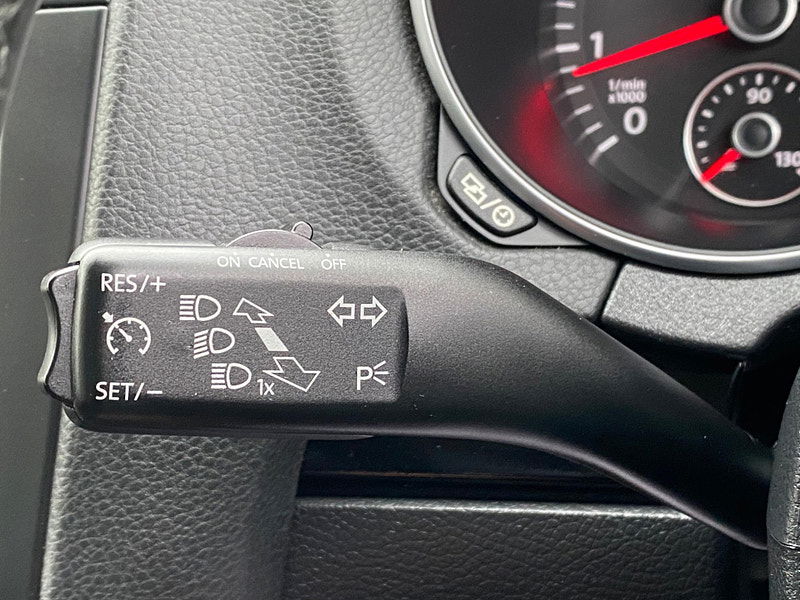 1
1/min
x1000
0
90
130
ON CANCEL OFF
RES/+
SET/−
1x
P